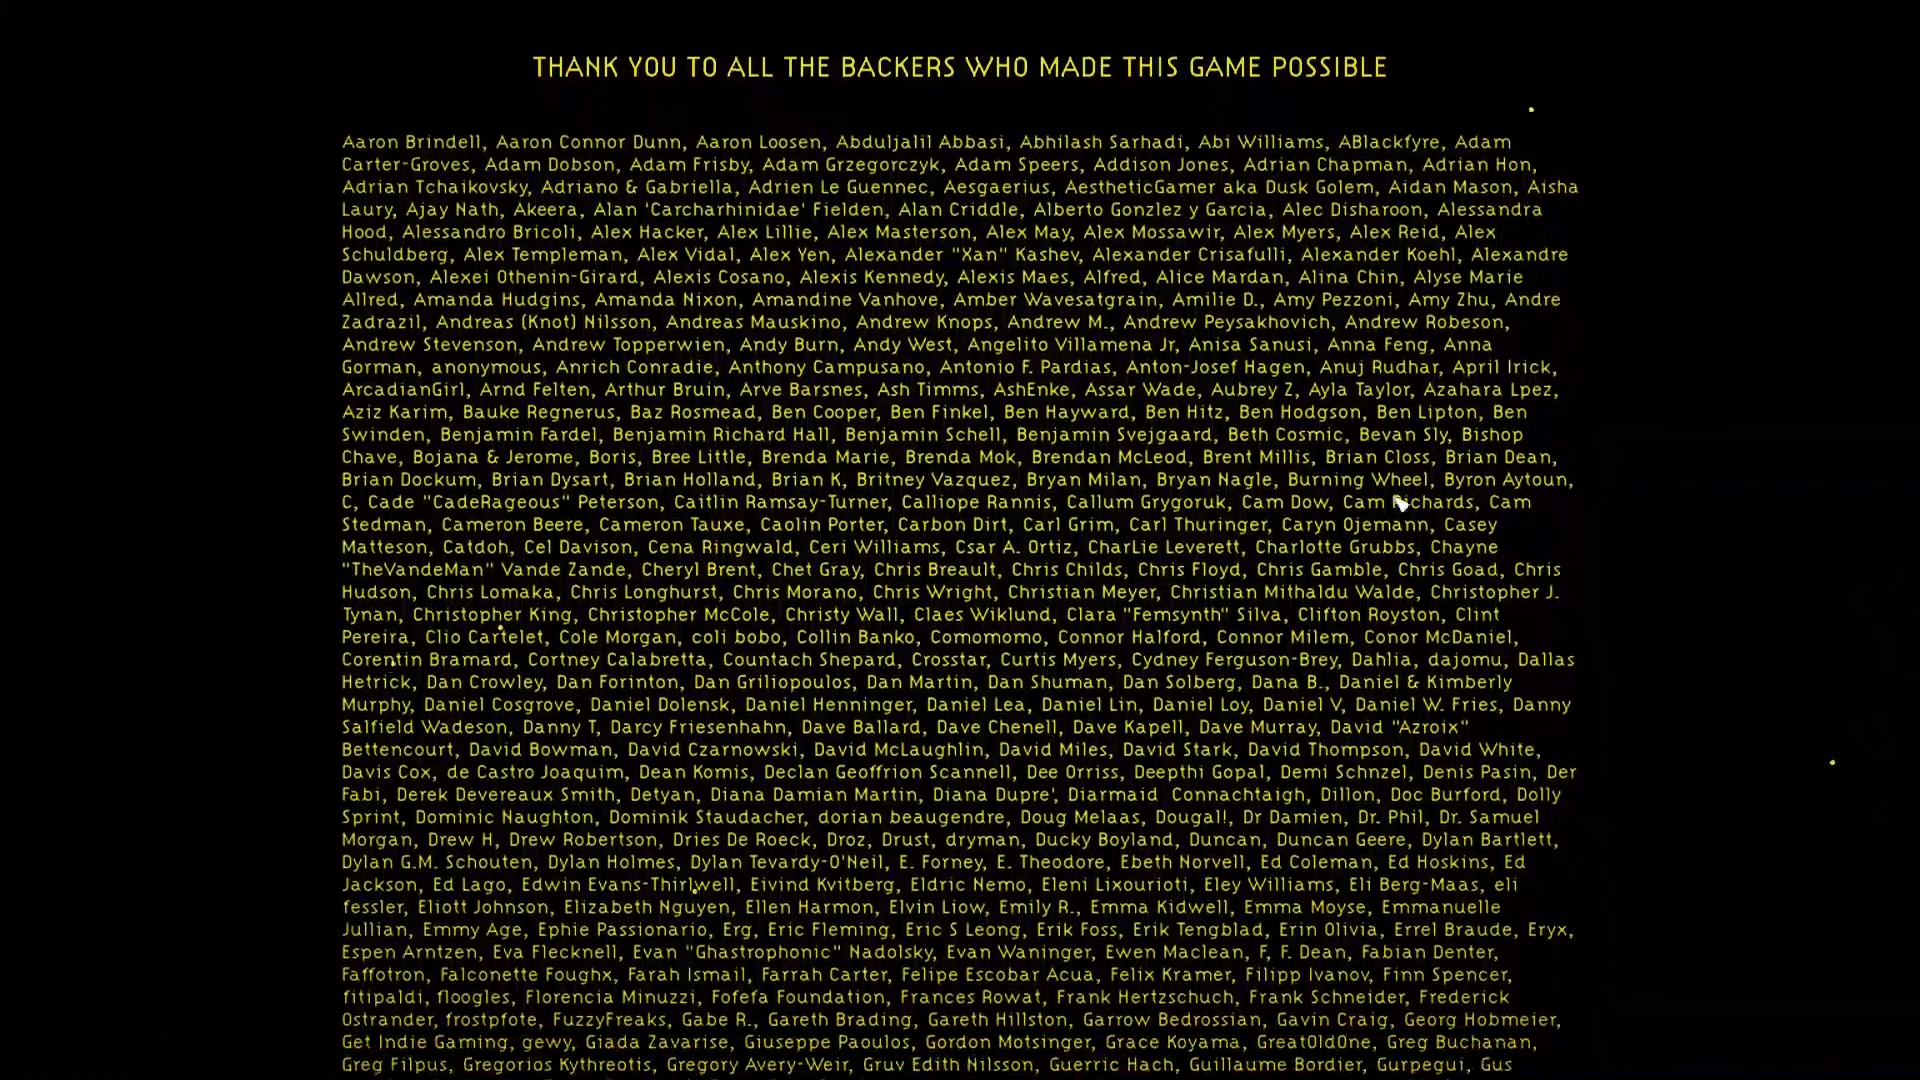 THANK YOU TO ALL THE BACKERS WHO MADE THIS GAME POSSIBLE
Aaron Brindell, Aaron Connor Dunn, Aaron Loosen, Abduljalil Abbasi, Abhilash Sarhadi, Abi Williams, ABlackfyre, Adam
Carter-Groves, Adam Dobson, Adam Frisby, Adam Grzegorczyk, Adam Speers, Addison Jones, Adrian Chapman, Adrian Hon,
Adrian Tchaikovsky, Adriano & Gabriella, Adrien Le Guennec, Aesgaerius, AestheticGamer aka Dusk Golem, Aidan Mason, Aisha
Laury, Ajay Nath, Akeera, Alan 'Carcharhinidae' Fielden, Alan Criddle, Alberto Gonzlez y Garcia, Alec Disharoon, Alessandra
Hood, Alessandro Bricoli, Alex Hacker, Alex Lillie, Alex Masterson, Alex May, Alex Mossawir, Alex Myers, Alex Reid, Alex
Schuldberg, Alex Templeman, Alex Vidal, Alex Yen, Alexander "Xan" Kashev, Alexander Crisafulli, Alexander Koehl, Alexandre
Dawson, Alexei Othenin-Girard, Alexis Cosano, Alexis Kennedy, Alexis Maes, Alfred, Alice Mardan, Alina Chin, Alyse Marie
Allred, Amanda Hudgins, Amanda Nixon, Amandine Vanhove, Amber Wavesatgrain, Amilie D., Amy Pezzoni, Amy Zhu, Andre
Zadrazil, Andreas (Knot) Nilsson, Andreas Mauskino, Andrew Knops, Andrew M., Andrew Peysakhovich, Andrew Robeson,
Andrew Stevenson, Andrew Topperwien, Andy Burn, Andy West, Angelito Villamena Jr, Anisa Sanusi, Anna Feng, Anna
Gorman, anonymous, Anrich Conradie, Anthony Campusano, Antonio F. Pardias, Anton-Josef Hagen, Anuj Rudhar, April Irick,
ArcadianGirl, Arnd Felten, Arthur Bruin, Arve Barsnes, Ash Timms, AshEnke, Assar Wade, Aubrey Z, Ayla Taylor, Azahara Lpez,
Aziz Karim, Bauke Regnerus, Baz Rosmead, Ben Cooper, Ben Finkel, Ben Hayward, Ben Hitz, Ben Hodgson, Ben Lipton, Ben
Swinden, Benjamin Fardel, Benjamin Richard Hall, Benjamin Schell, Benjamin Svejgaard, Beth Cosmic, Bevan Sly, Bishop
Chave, Bojana & Jerome, Boris, Bree Little, Brenda Marie, Brenda Mok, Brendan McLeod, Brent Millis, Brian Closs, Brian Dean,
Brian Dockum, Brian Dysart, Brian Holland, Brian K, Britney Vazquez, Bryan Milan, Bryan Nagle, Burning Wheel, Byron Aytoun,
C, Cade "CadeRageous" Peterson, Caitlin Ramsay-Turner, Calliope Rannis, Callum Grygoruk, Cam Dow, Cam Richards, Cam
Stedman, Cameron Beere, Cameron Tauxe, Caolin Porter, Carbon Dirt, Carl Grim, Carl Thuringer, Caryn Ojemann, Casey
Matteson, Catdoh, Cel Davison, Cena Ringwald, Ceri Williams, Csar A. Ortiz, CharLie Leverett, Charlotte Grubbs, Chayne
"TheVandeMan" Vande Zande, Cheryl Brent, Chet Gray, Chris Breault, Chris Childs, Chris Floyd, Chris Gamble, Chris Goad, Chris
Hudson, Chris Lomaka, Chris Longhurst, Chris Morano, Chris Wright, Christian Meyer, Christian Mithaldu Walde, Christopher J.
Tynan, Christopher King, Christopher McCole, Christy Wall, Claes Wiklund, Clara "Femsynth" Silva, Clifton Royston, Clint
Pereira, Clio Cartelet, Cole Morgan, coli bobo, Collin Banko, Comomomo, Connor Halford, Connor Milem, Conor McDaniel,
Corentin Bramard, Cortney Calabretta, Countach Shepard, Crosstar, Curtis Myers, Cydney Ferguson-Brey, Dahlia, dajomu, Dallas
Hetrick, Dan Crowley, Dan Forinton, Dan Griliopoulos, Dan Martin, Dan Shuman, Dan Solberg, Dana B., Daniel & Kimberly
Murphy, Daniel Cosgrove, Daniel Dolensk, Daniel Henninger, Daniel Lea, Daniel Lin, Daniel Loy, Daniel V, Daniel W. Fries, Danny
Salfield Wadeson, Danny T, Darcy Friesenhahn, Dave Ballard, Dave Chenell, Dave Kapell, Dave Murray, David "Azroix"
Bettencourt, David Bowman, David Czarnowski, David McLaughlin, David Miles, David Stark, David Thompson, David White,
Davis Cox, de Castro Joaquim, Dean Komis, Declan Geoffrion Scannell, Dee Orriss, Deepthi Gopal, Demi Schnzel, Denis Pasin, Der
Fabi, Derek Devereaux Smith, Detyan, Diana Damian Martin, Diana Dupre', Diarmaid  Connachtaigh, Dillon, Doc Burford, Dolly
Sprint, Dominic Naughton, Dominik Staudacher, dorian beaugendre, Doug Melaas, Dougal!, Dr Damien, Dr. Phil, Dr. Samuel
Morgan, Drew H, Drew Robertson, Dries De Roeck, Droz, Drust, dryman, Ducky Boyland, Duncan, Duncan Geere, Dylan Bartlett,
Dylan G.M. Schouten, Dylan Holmes, Dylan Tevardy-O'Neil, E. Forney, E. Theodore, Ebeth Norvell, Ed Coleman, Ed Hoskins, Ed
Jackson, Ed Lago, Edwin Evans-Thirlwell, Eivind Kvitberg, Eldric Nemo, Eleni Lixourioti, Eley Williams, Eli Berg-Maas, eli
fessler, Eliott Johnson, Elizabeth Nguyen, Ellen Harmon, Elvin Liow, Emily R., Emma Kidwell, Emma Moyse, Emmanuelle
Jullian, Emmy Age, Ephie Passionario, Erg, Eric Fleming, Eric S Leong, Erik Foss, Erik Tengblad, Erin Olivia, Errel Braude, Eryx,
Espen Arntzen, Eva Flecknell, Evan "Ghastrophonic" Nadolsky, Evan Waninger, Ewen Maclean, F, F. Dean, Fabian Denter,
Faffotron, Falconette Foughx, Farah Ismail, Farrah Carter, Felipe Escobar Acua, Felix Kramer, Filipp Ivanov, Finn Spencer,
fitipaldi, floogles, Florencia Minuzzi, Fofefa Foundation, Frances Rowat, Frank Hertzschuch, Frank Schneider, Frederick
Ostrander, frostpfote, FuzzyFreaks, Gabe R., Gareth Brading, Gareth Hillston, Garrow Bedrossian, Gavin Craig, Georg Hobmeier,
Get Indie Gaming, gewy, Giada Zavarise, Giuseppe Paoulos, Gordon Motsinger, Grace Koyama, GreatOldOne, Greg Buchanan,
Greg Filpus, Gregorios Kythreotis, Gregory Avery-Weir, Gruv Edith Nilsson, Guerric Hach, Guillaume Bordier, Gurpegui, Gus